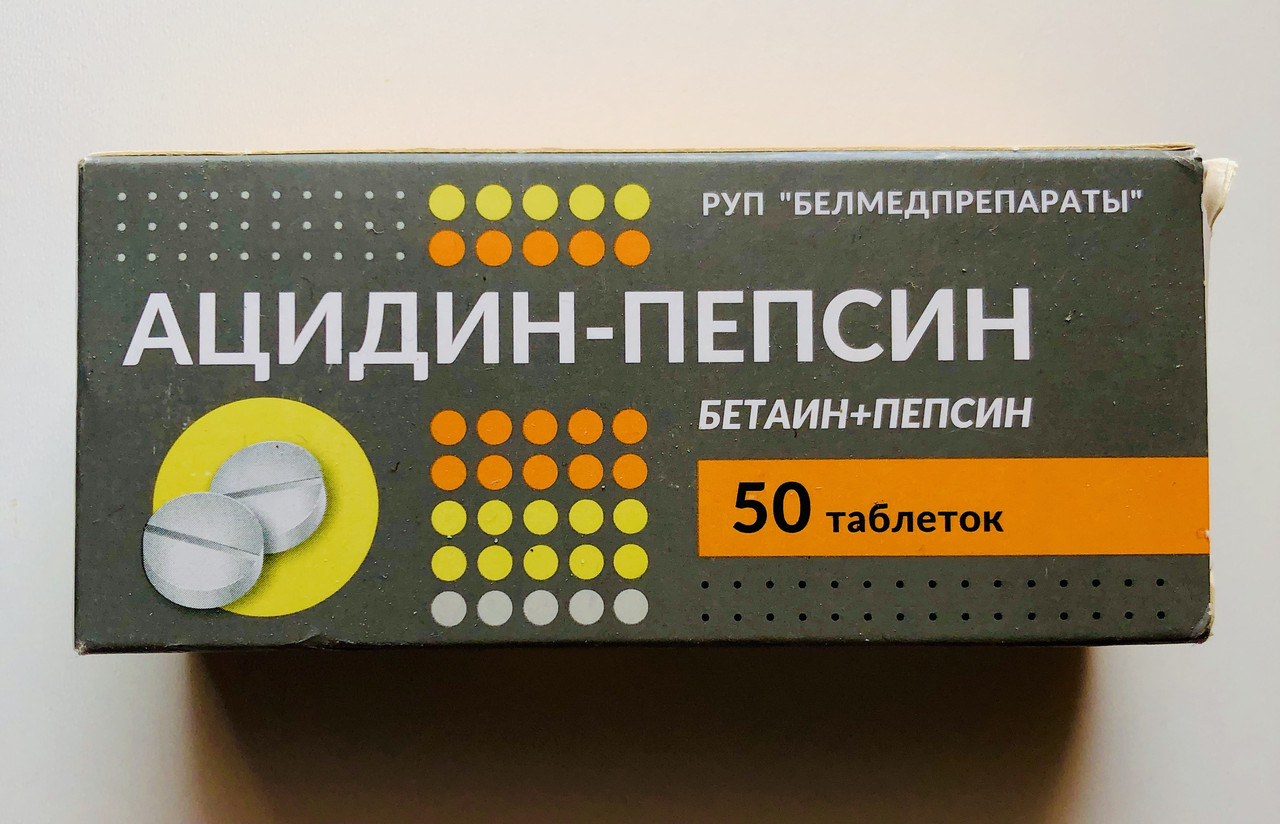 РУП "БЕЛМЕДПРЕПАРАТЫ"
АЦИДИН-ПЕПСИН
БЕТАИН+ПЕПСИН
50 таблеток